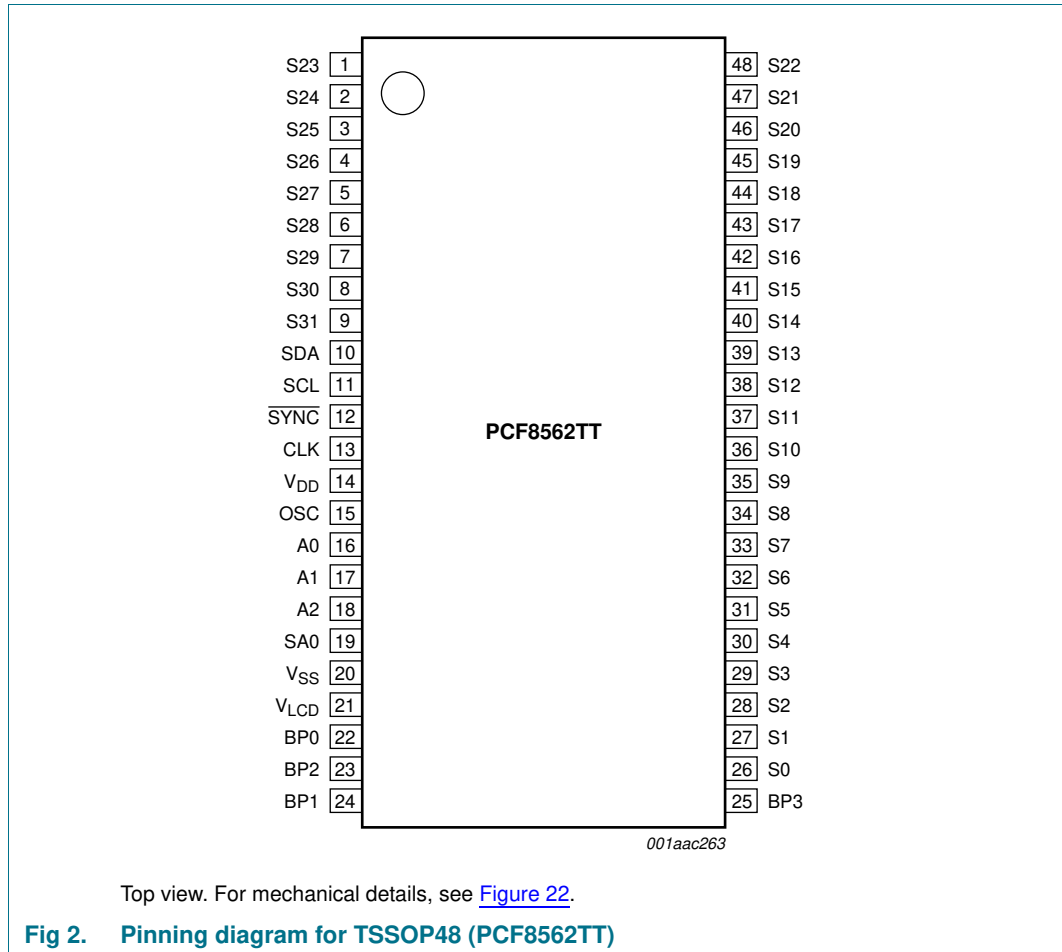 S23 1 48 S22
S24 2 47 S21
S25 3 46 S20
S26 4 45 S19
S27 5 44 S18
S28 6 43 S17
S29 7 42 S16
S30 8 41 S15
S31 9 40 S14
SDA 10 39 S13
SCL 11 38 S12
SYNC 12 37 S11
PCF8562TT
CLK 13 36 S10
VDD 14 35 S9
OSC 15 34 S8
A0 16 33 S7
A1 17 32 S6
A2 18 31 S5
SA0 19 30 S4
VSS 20 29 S3
VLCD 21 28 S2
BP0 22 27 S1
BP2 23 26 S0
BP1 24 25 BP3
001aac263
Top view. For mechanical details, see Figure 22.
Fig 2. Pinning diagram for TSSOP48 (PCF8562TT)